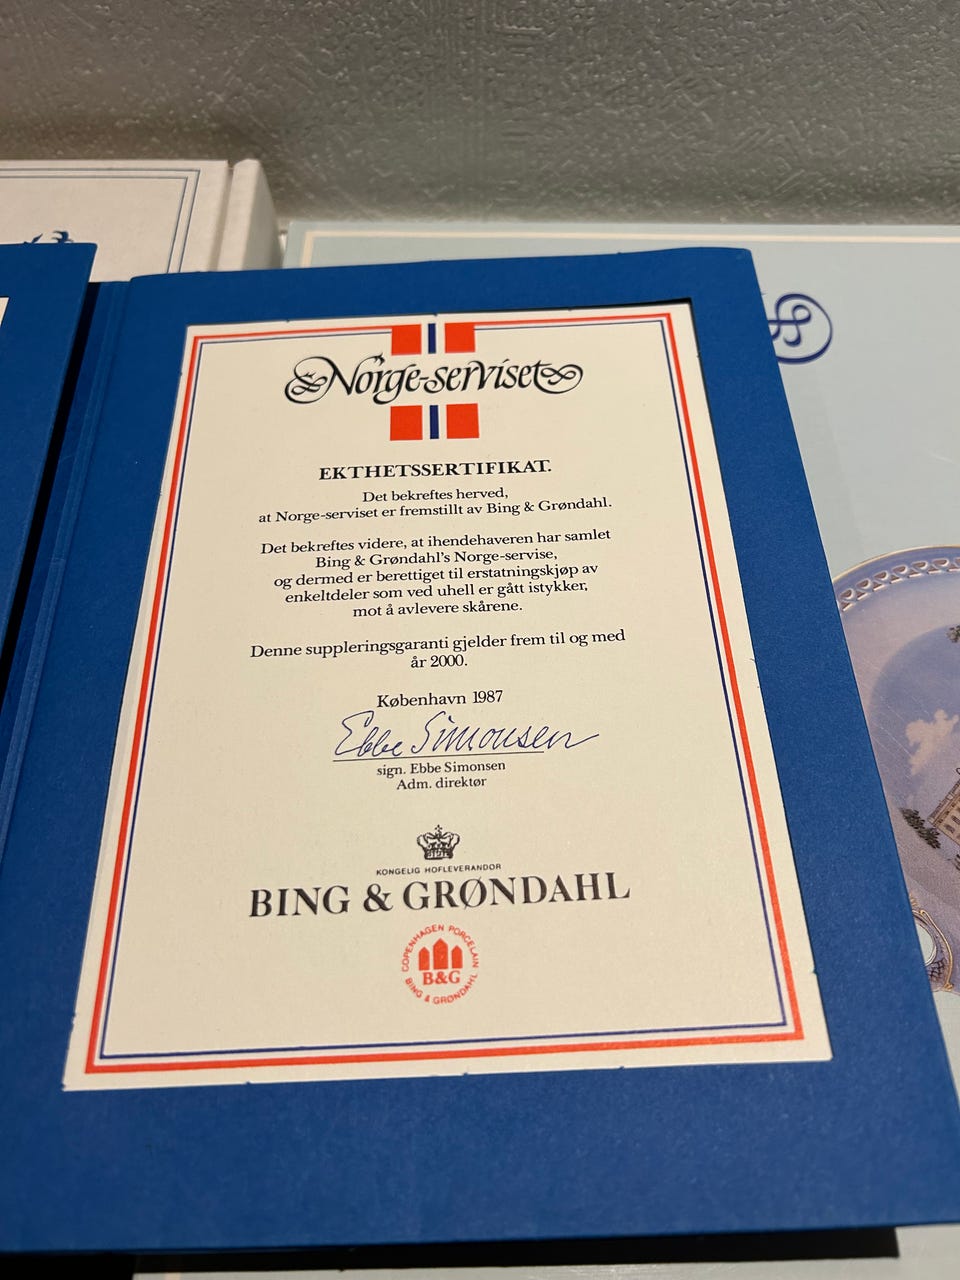 Norge-serviset
EKTHETSSERTIFIKAT.
Det bekreftes herved,
at Norge-serviset er fremstillt av Bing & Grøndahl.
Det bekreftes videre, at ihendehaveren har samlet
Bing & Grøndahl's Norge-servise,
og dermed er berettiget til erstatningskjøp av
enkeltdeler som ved uhell er gått istykker,
mot å avlevere skårene.
Denne suppleringsgaranti gjelder frem til og med
år 2000.
København 1987
Ebbe Simonsen
sign. Ebbe Simonsen
Adm. direktør
KONGELIG HOFLEVERANDOR
BING & GRØNDAHL
COPENHAGEN PORCELAIN
B&G
BING & GRØNDAHL